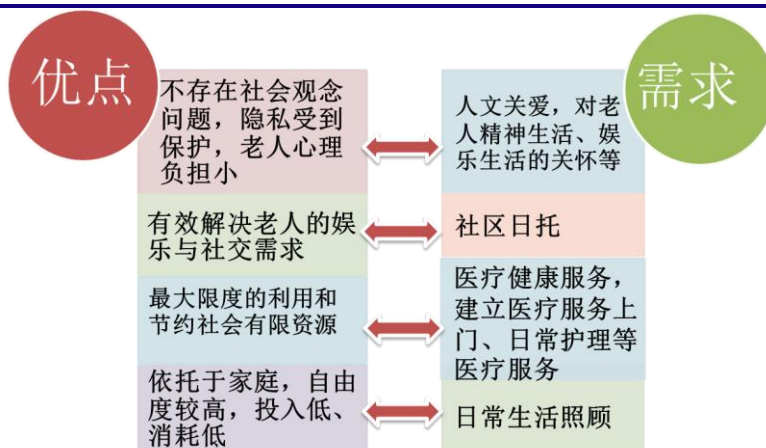 优点
需求
不存在社会观念
问题，隐私受到
保护，老人心理
负担小
人文关爱，对老
人精神生活、娱
乐生活的关怀等
有效解决老人的娱
乐与社交需求
社区日托
最大限度的利用和
节约社会有限资源
医疗健康服务，
建立医疗服务上
门、日常护理等
医疗服务
依托于家庭，自由
度较高，投入低、
消耗低
日常生活照顾